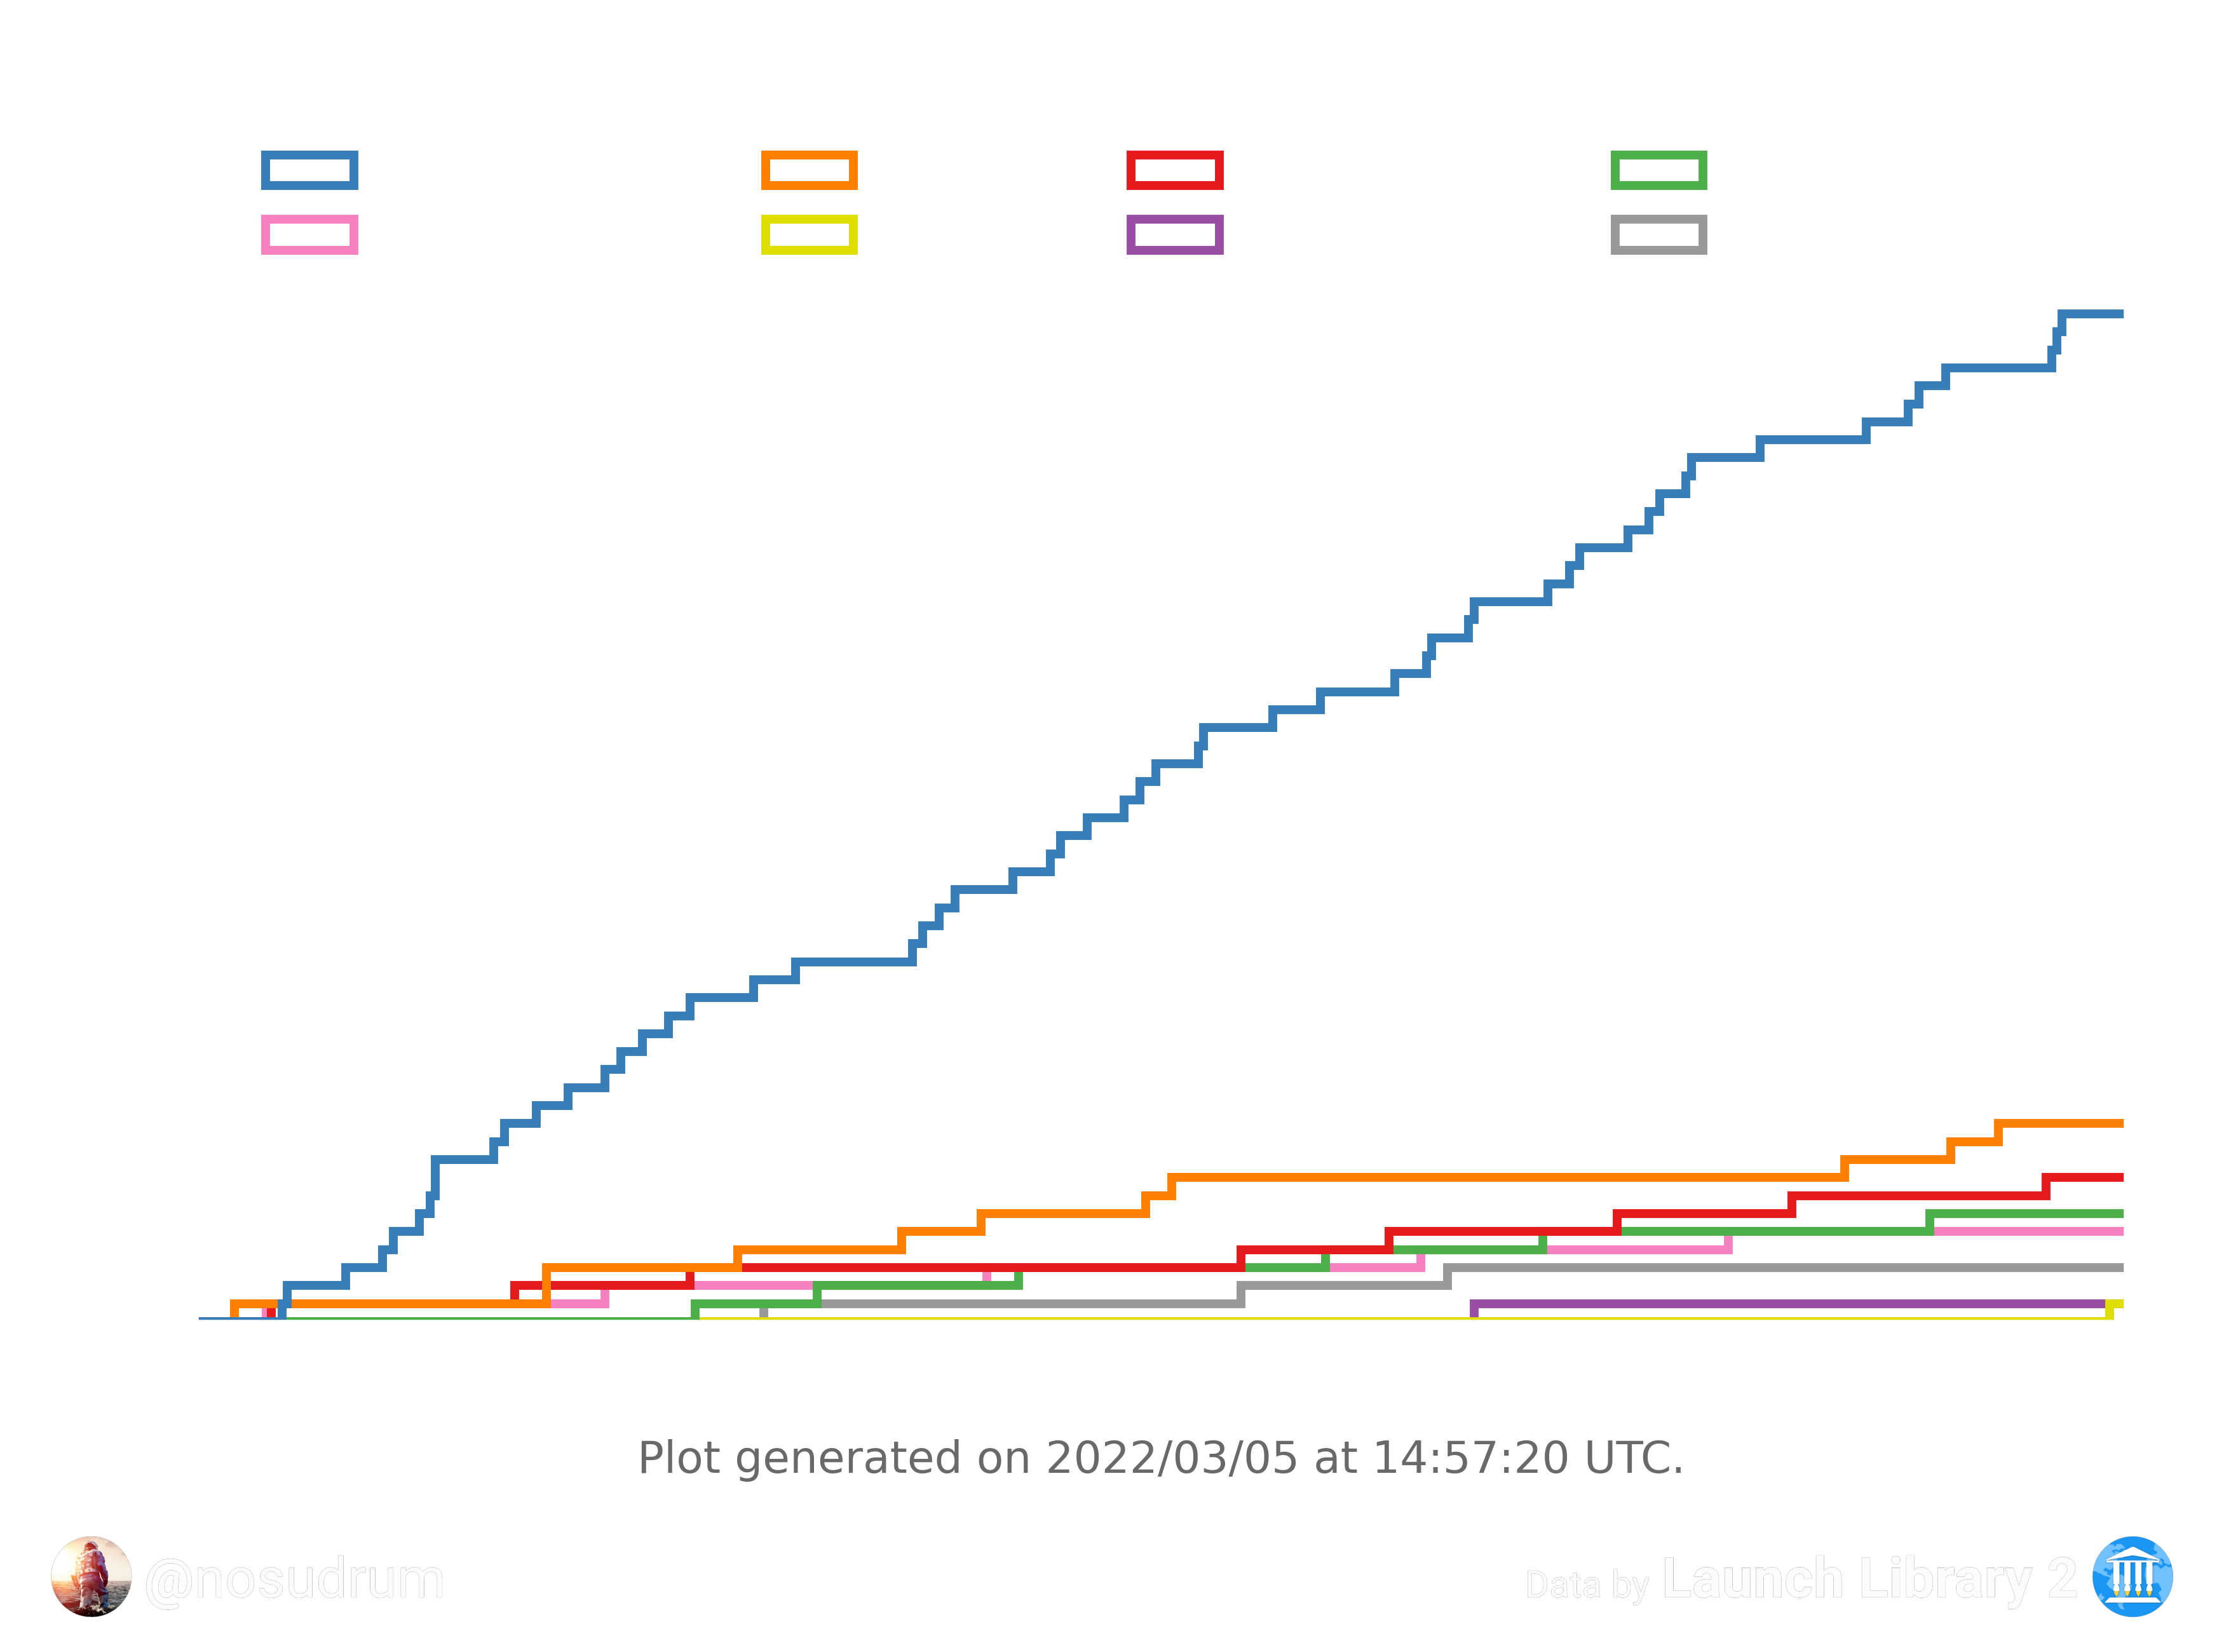 Plot generated on 2022/03/05 at 14:57:20 UTC.
@nosudrum
Data by Launch Library 2